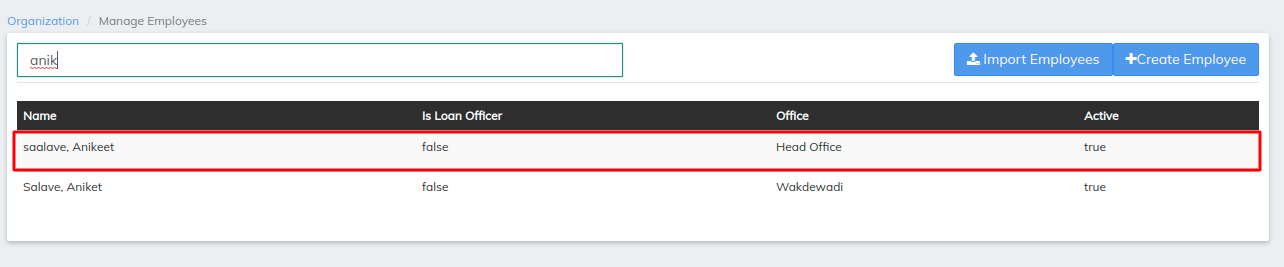 Organization / Manage Employees
anik
Import Employees
Create Employee
Name Is Loan Officer Office Active
saalave, Anikeet false Head Office true
Salave, Aniket false Wakdewadi true